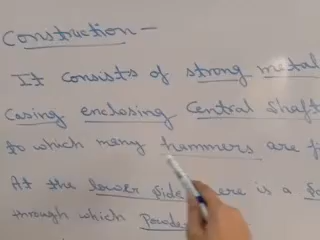 Construction -
It consists of strong metal
Casing enclosing Central Shaft
to which many hammers are
At the lower side there is a
through which